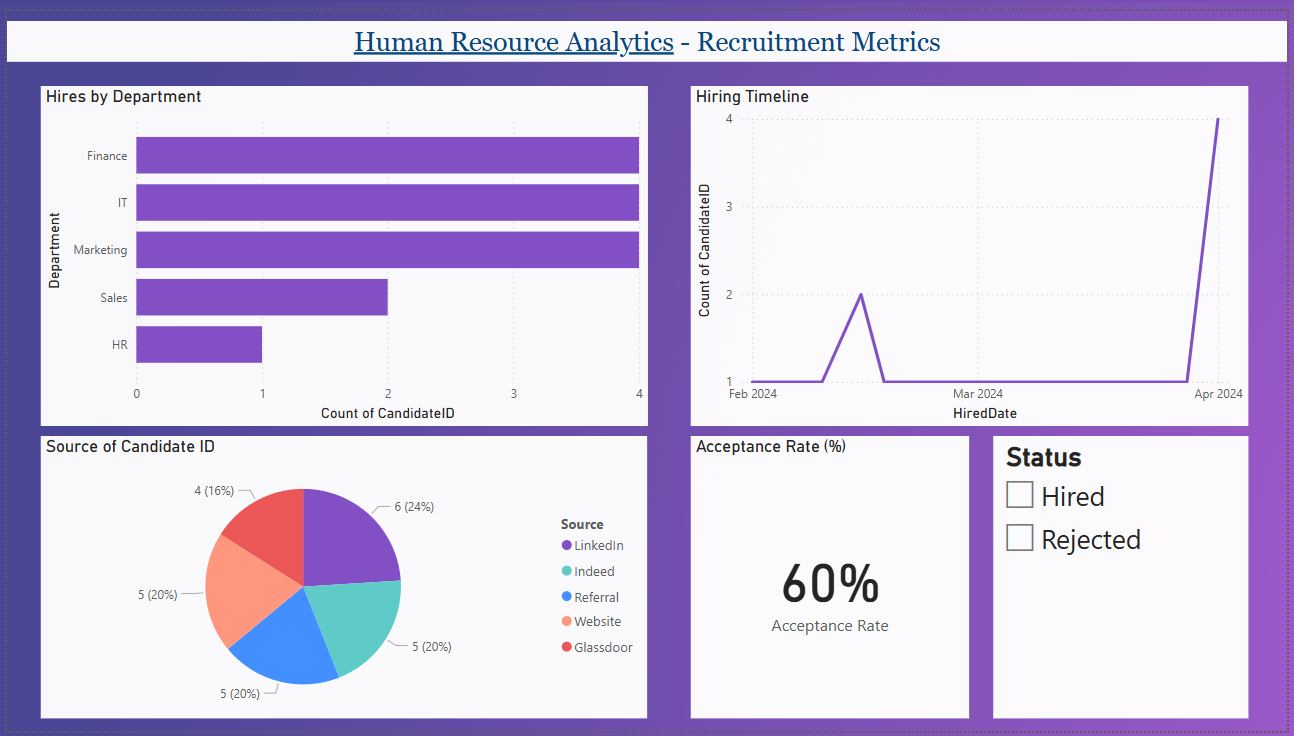 Human Resource Analytics - Recruitment Metrics
Hires by Department
Department
Finance
IT
Marketing
Sales
HR
0 1 2 3 4
Count of CandidateID
Hiring Timeline
Count of CandidateID
4
3
2
1
Feb 2024 Mar 2024 Apr 2024
HiredDate
Source of Candidate ID
4 (16%)
6 (24%)
5 (20%)
5 (20%)
5 (20%)
Source
LinkedIn
Indeed
Referral
Website
Glassdoor
Acceptance Rate (%)
60%
Acceptance Rate
Status
Hired
Rejected